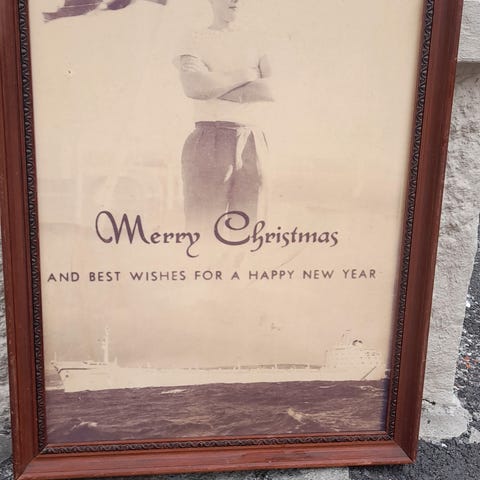 Merry Christmas
AND BEST WISHES FOR A HAPPY NEW YEAR